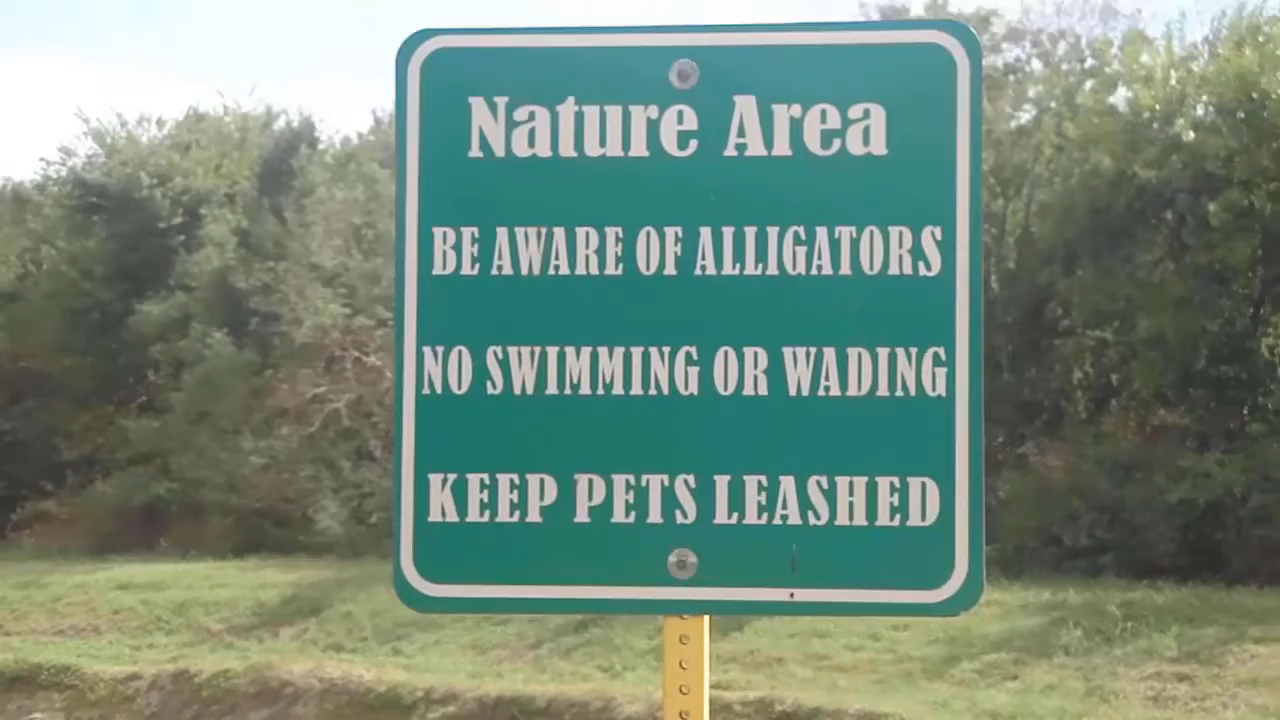 Nature Area
BE AWARE OF ALLIGATORS
NO SWIMMING OR WADING
KEEP PETS LEASHED